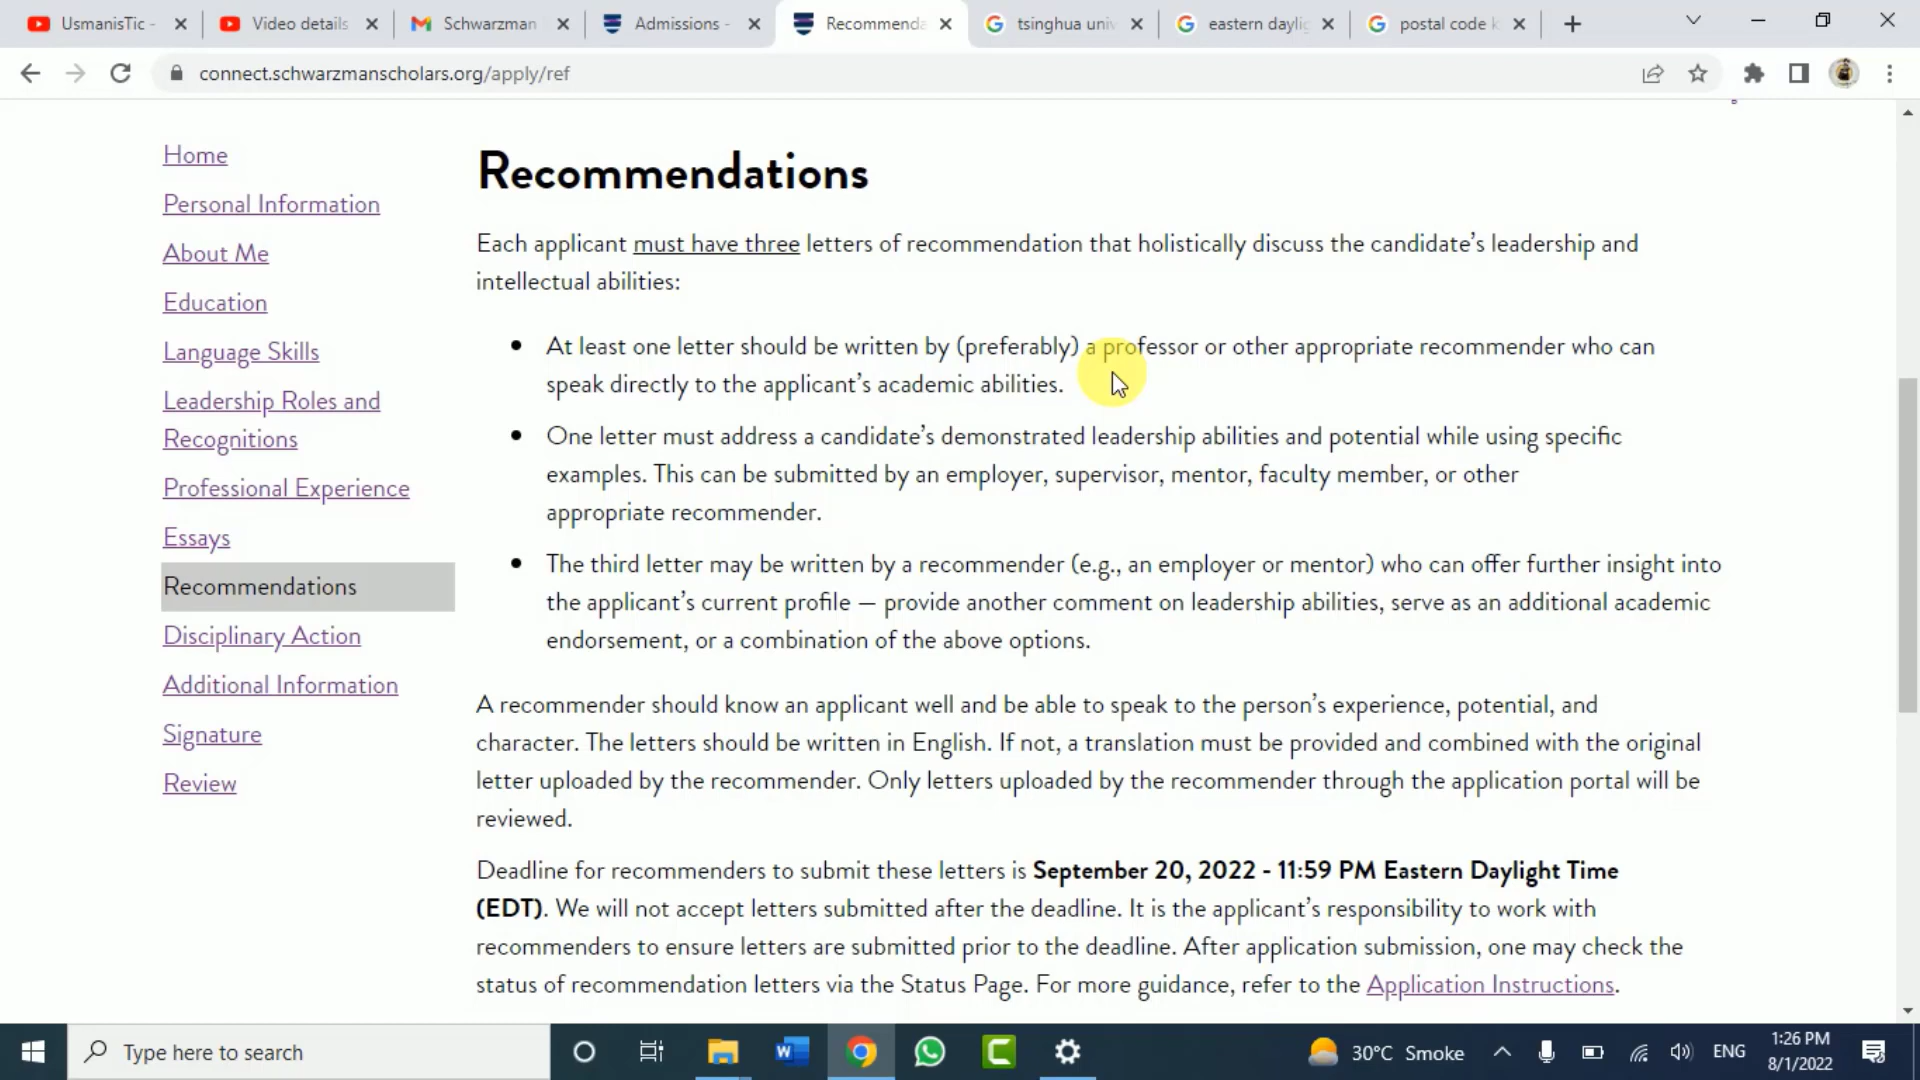 UsmanisTic -
Video details
Schwarzman
Admissions -
Recommenda
tsinghua univ
eastern daylig
postal code k
connect.schwarzmanscholars.org/apply/ref
Home
Personal Information
About Me
Education
Language Skills
Leadership Roles and
Recognitions
Professional Experience
Essays
Recommendations
Disciplinary Action
Additional Information
Signature
Review
Recommendations
Each applicant must have three letters of recommendation that holistically discuss the candidate's leadership and
intellectual abilities:
• At least one letter should be written by (preferably) a professor or other appropriate recommender who can
speak directly to the applicant's academic abilities.
• One letter must address a candidate's demonstrated leadership abilities and potential while using specific
examples. This can be submitted by an employer, supervisor, mentor, faculty member, or other
appropriate recommender.
• The third letter may be written by a recommender (e.g., an employer or mentor) who can offer further insight into
the applicant's current profile — provide another comment on leadership abilities, serve as an additional academic
endorsement, or a combination of the above options.
A recommender should know an applicant well and be able to speak to the person's experience, potential, and
character. The letters should be written in English. If not, a translation must be provided and combined with the original
letter uploaded by the recommender. Only letters uploaded by the recommender through the application portal will be
reviewed.
Deadline for recommenders to submit these letters is September 20, 2022 - 11:59 PM Eastern Daylight Time
(EDT). We will not accept letters submitted after the deadline. It is the applicant's responsibility to work with
recommenders to ensure letters are submitted prior to the deadline. After application submission, one may check the
status of recommendation letters via the Status Page. For more guidance, refer to the Application Instructions.
Type here to search
30°C Smoke
ENG
1:26 PM
8/1/2022